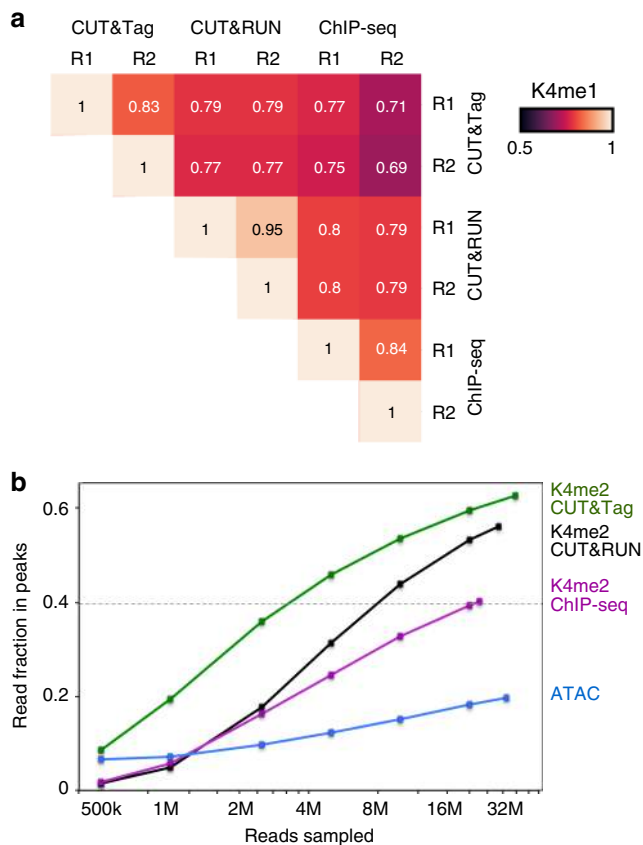 a
CUT&Tag CUT&RUN ChIP-seq
R1 R2 R1 R2 R1 R2
1 0.83 0.79 0.79 0.77 0.71 R1
1 0.77 0.77 0.75 0.69 R2
CUT&Tag
1 0.95 0.8 0.79 R1
1 0.8 0.79 R2
CUT&RUN
1 0.84 R1
1 R2
ChIP-seq
K4me1
0.5 1
b
Read fraction in peaks
0.6
0.4
0.2
0
500k 1M 2M 4M 8M 16M 32M
Reads sampled
K4me2
CUT&Tag
K4me2
CUT&RUN
K4me2
ChIP-seq
ATAC